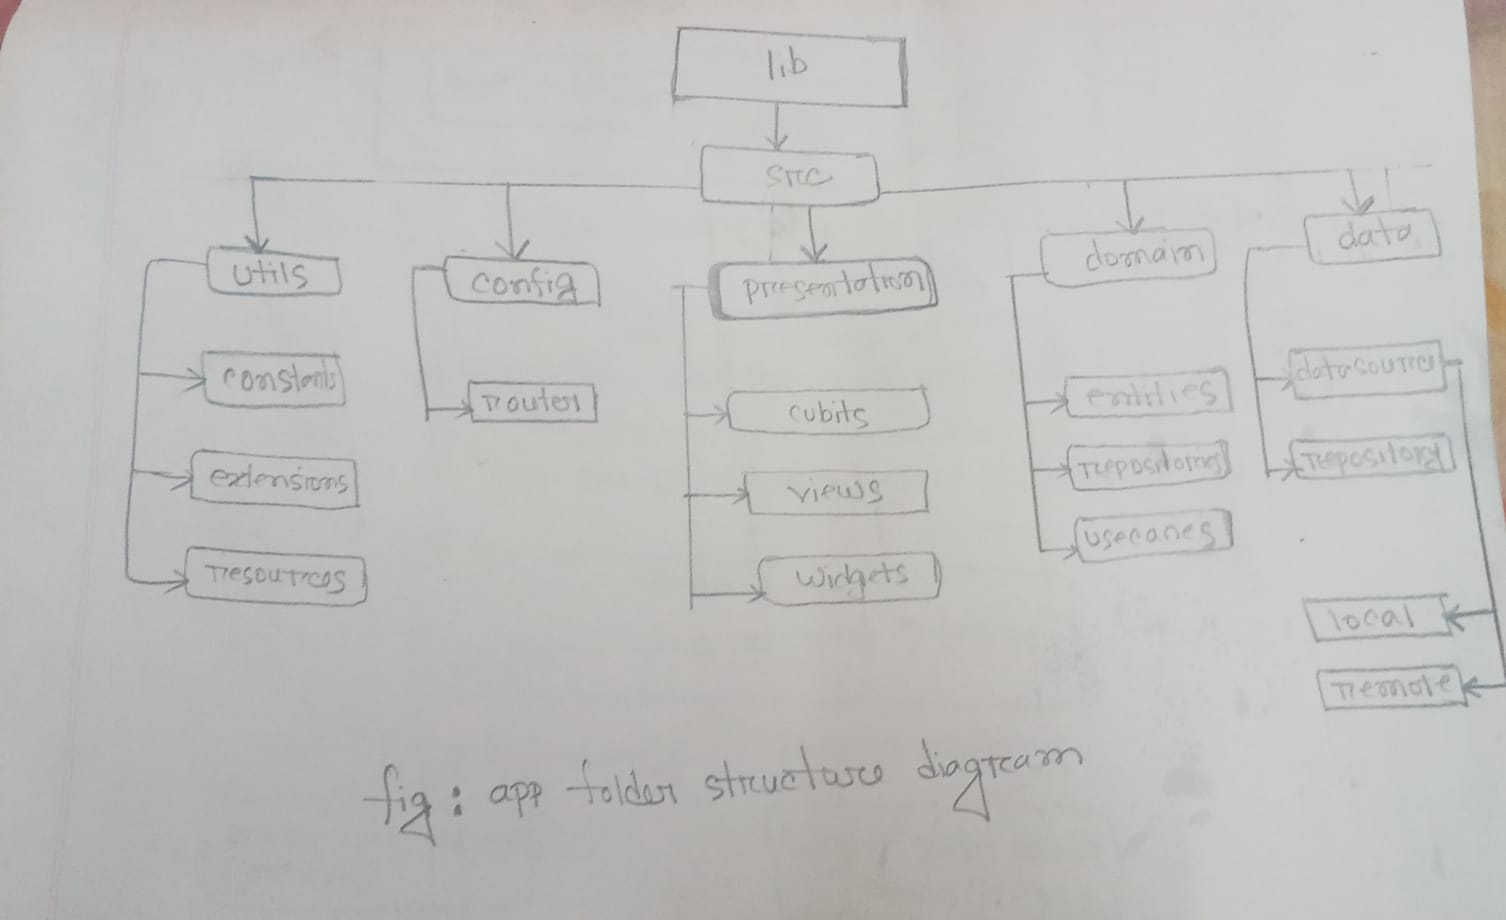 lib
src
utils
config
presentation
domain
data
constants
router
cubits
entities
datasources
extensions
views
repositories
repository
resources
widgets
usecases
local
remote
fig: app folder structure diagram